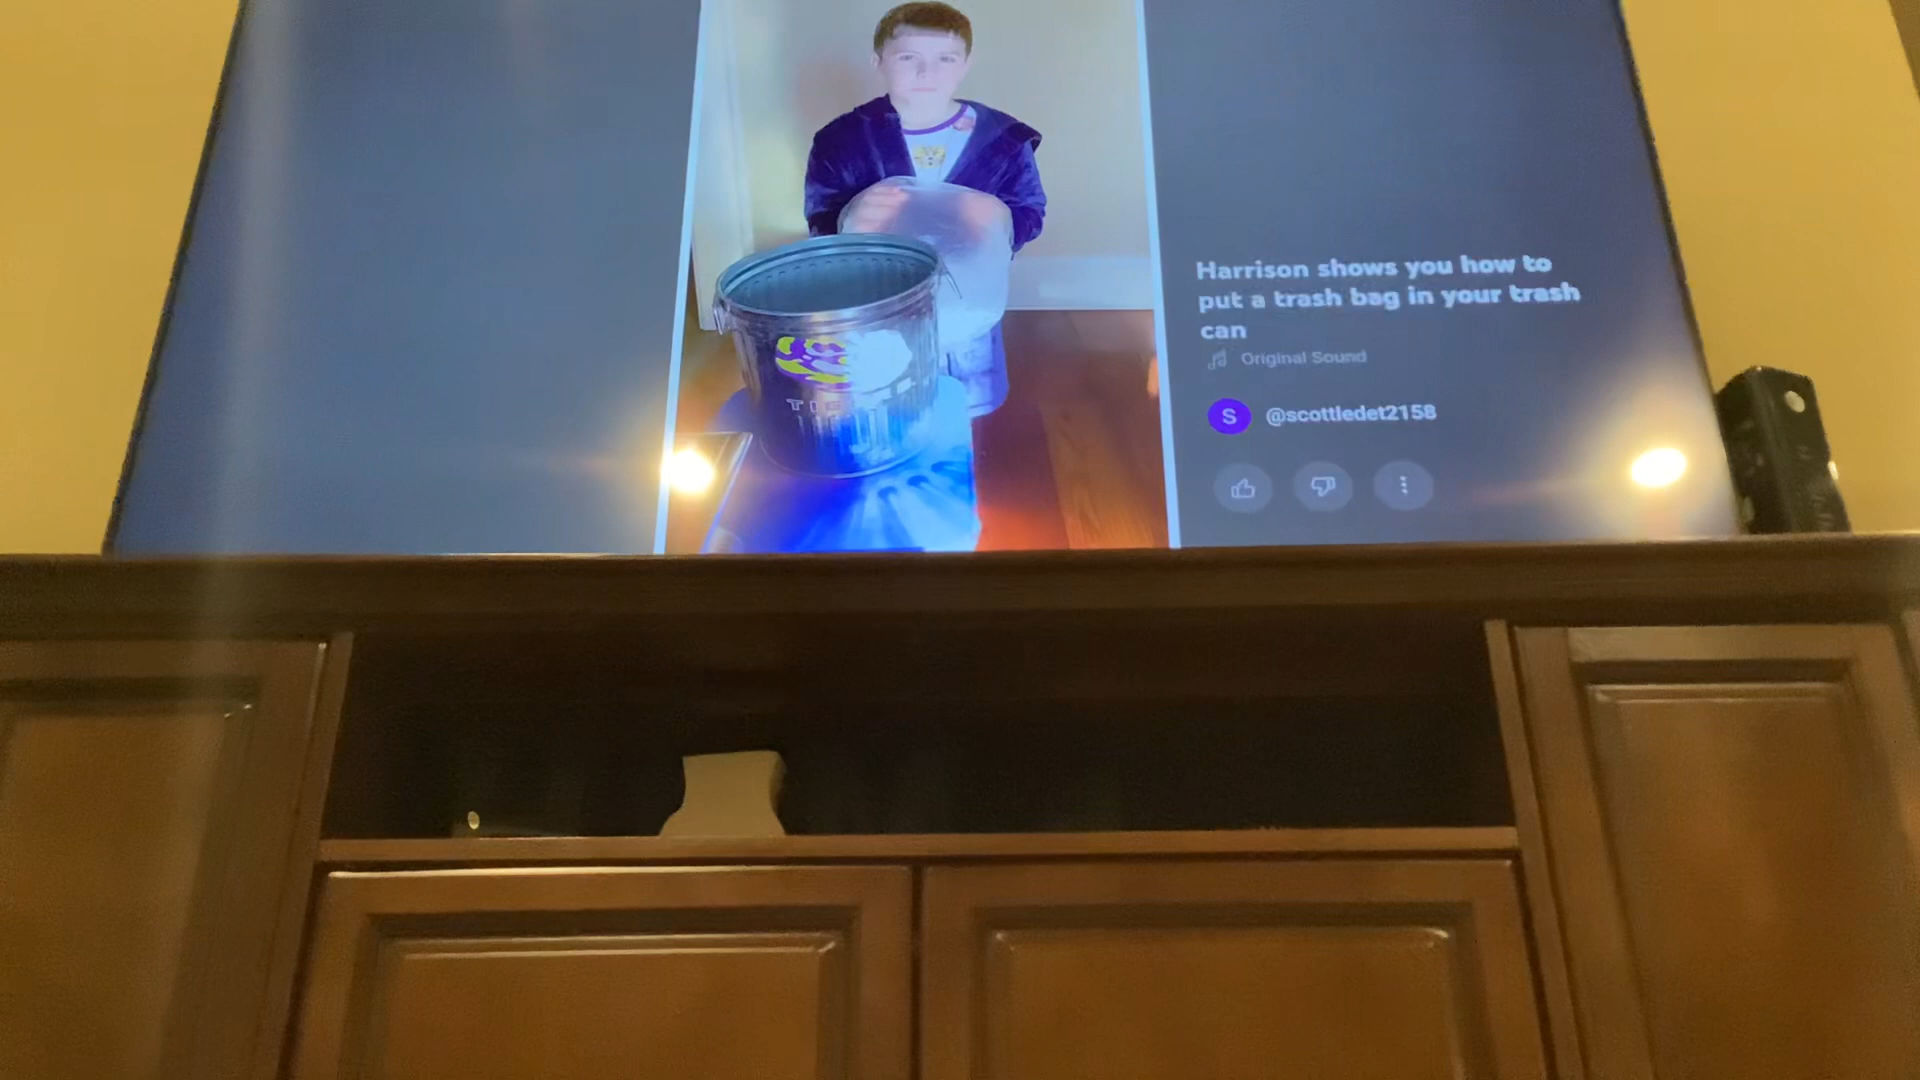 Harrison shows you how to
put a trash bag in your trash
can
Original Sound
S @scottledet2158